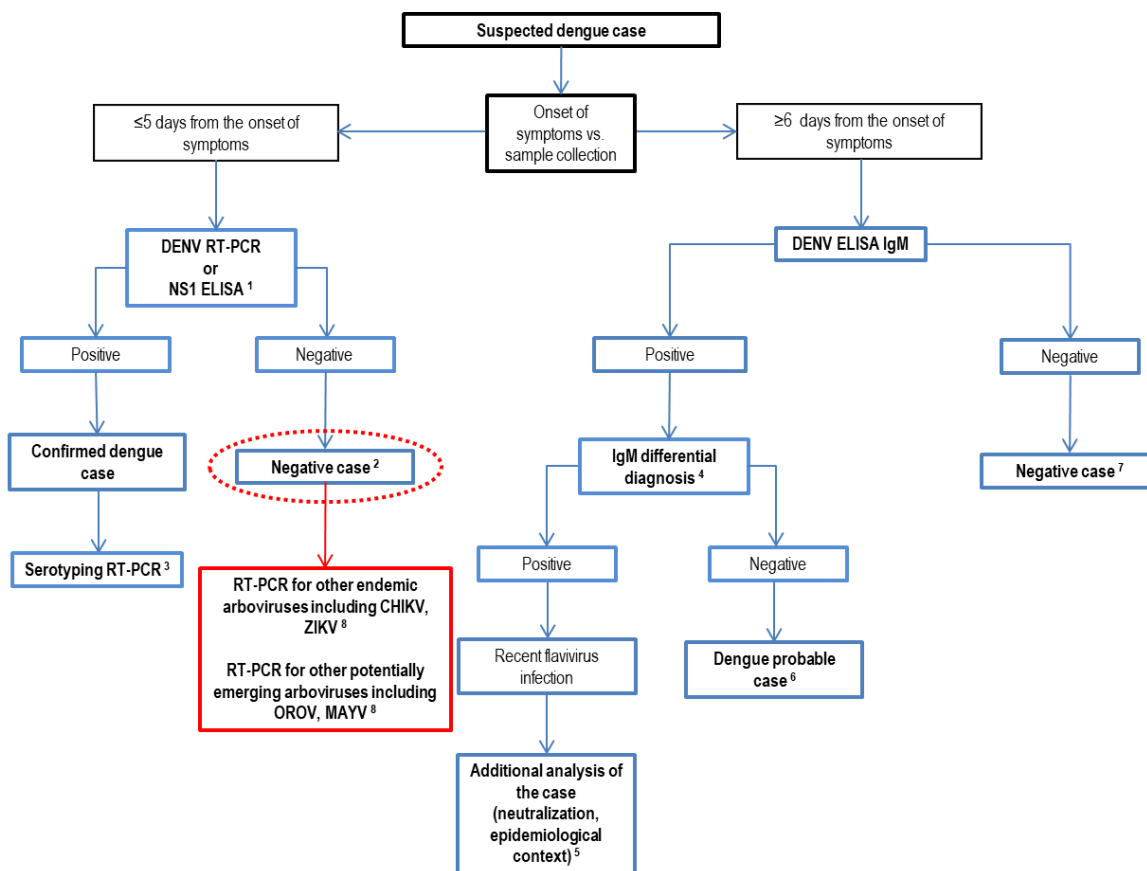 Suspected dengue case
≤5 days from the onset of
symptoms
Onset of
symptoms vs.
sample collection
≥6 days from the onset of
symptoms
DENV RT-PCR
or
NS1 ELISA 1
DENV ELISA IgM
Positive
Negative
Positive
Negative
Confirmed dengue
case
Negative case 2
IgM differential
diagnosis 4
Negative case 7
Serotyping RT-PCR 3
RT-PCR for other endemic
arboviruses including CHIKV,
ZIKV 8
RT-PCR for other potentially
emerging arboviruses including
OROV, MAYV 8
Positive
Negative
Recent flavivirus
infection
Dengue probable
case 6
Additional analysis of
the case
(neutralization,
epidemiological
context) 5